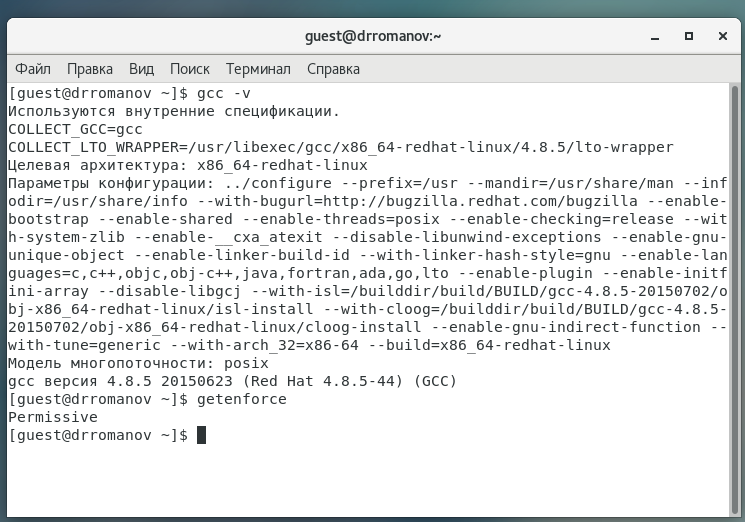 guest@drromanov:~
Файл Правка Вид Поиск Терминал Справка
[guest@drromanov ~]$ gcc -v
Используются внутренние спецификации.
COLLECT_GCC=gcc
COLLECT_LTO_WRAPPER=/usr/libexec/gcc/x86_64-redhat-linux/4.8.5/lto-wrapper
Целевая архитектура: x86_64-redhat-linux
Параметры конфигурации: ../configure --prefix=/usr --mandir=/usr/share/man --inf
odir=/usr/share/info --with-bugurl=http://bugzilla.redhat.com/bugzilla --enable-
bootstrap --enable-shared --enable-threads=posix --enable-checking=release --wit
h-system-zlib --enable-__cxa_atexit --disable-libunwind-exceptions --enable-gnu-
unique-object --enable-linker-build-id --with-linker-hash-style=gnu --enable-lan
guages=c,c++,objc,obj-c++,java,fortran,ada,go,lto --enable-plugin --enable-initf
ini-array --disable-libgcj --with-isl=/builddir/build/BUILD/gcc-4.8.5-20150702/o
bj-x86_64-redhat-linux/isl-install --with-cloog=/builddir/build/BUILD/gcc-4.8.5-
20150702/obj-x86_64-redhat-linux/cloog-install --enable-gnu-indirect-function --
with-tune=generic --with-arch_32=x86-64 --build=x86_64-redhat-linux
Модель многопоточности: posix
gcc версия 4.8.5 20150623 (Red Hat 4.8.5-44) (GCC)
[guest@drromanov ~]$ getenforce
Permissive
[guest@drromanov ~]$